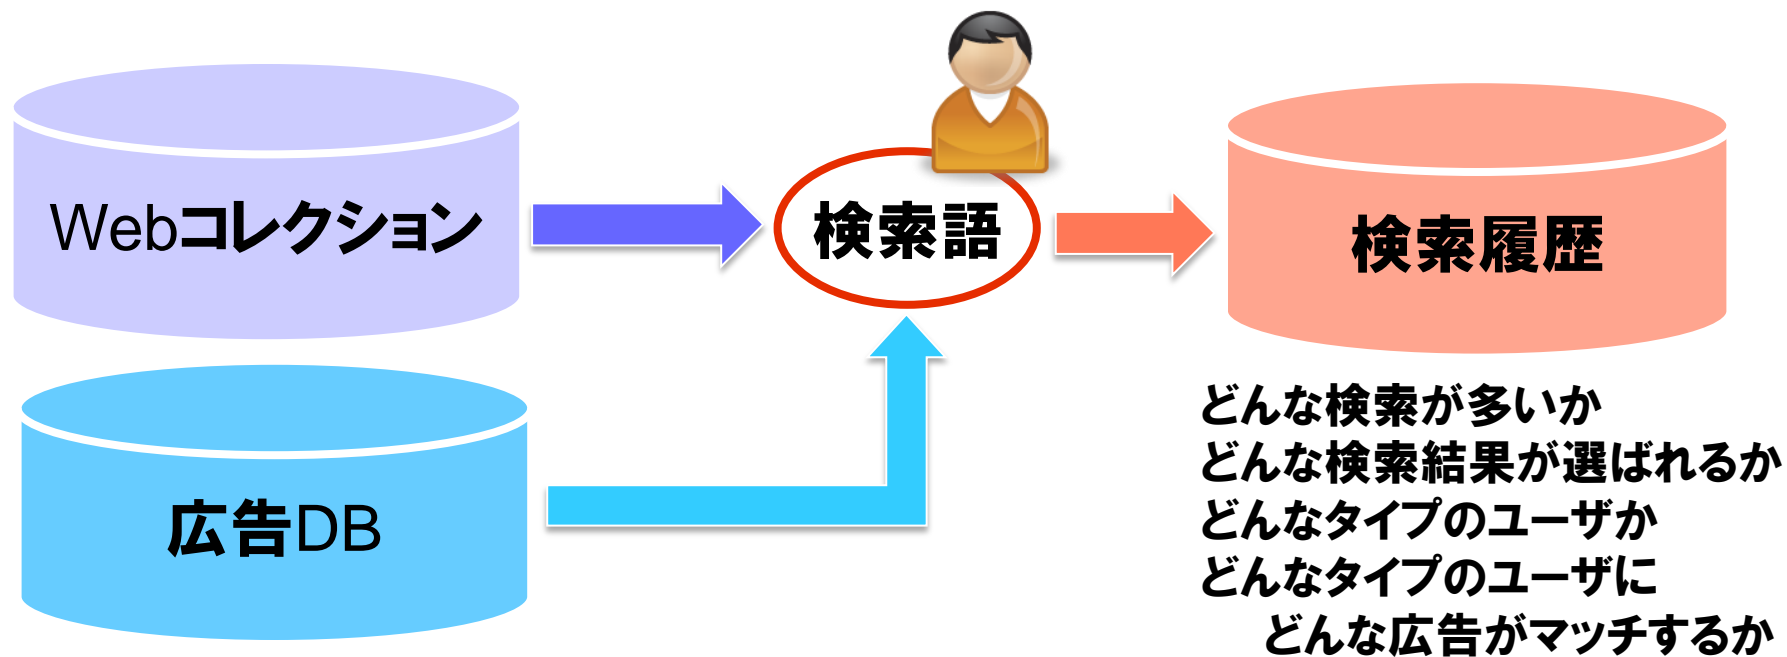 Webコレクション
検索語
検索履歴
広告DB
どんな検索が多いか
どんな検索結果が選ばれるか
どんなタイプのユーザか
どんなタイプのユーザに
どんな広告がマッチするか